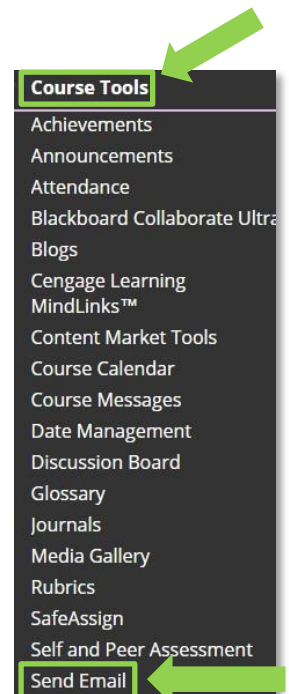 Course Tools
Achievements
Announcements
Attendance
Blackboard Collaborate Ultra
Blogs
Cengage Learning
MindLinks™
Content Market Tools
Course Calendar
Course Messages
Date Management
Discussion Board
Glossary
Journals
Media Gallery
Rubrics
SafeAssign
Self and Peer Assessment
Send Email